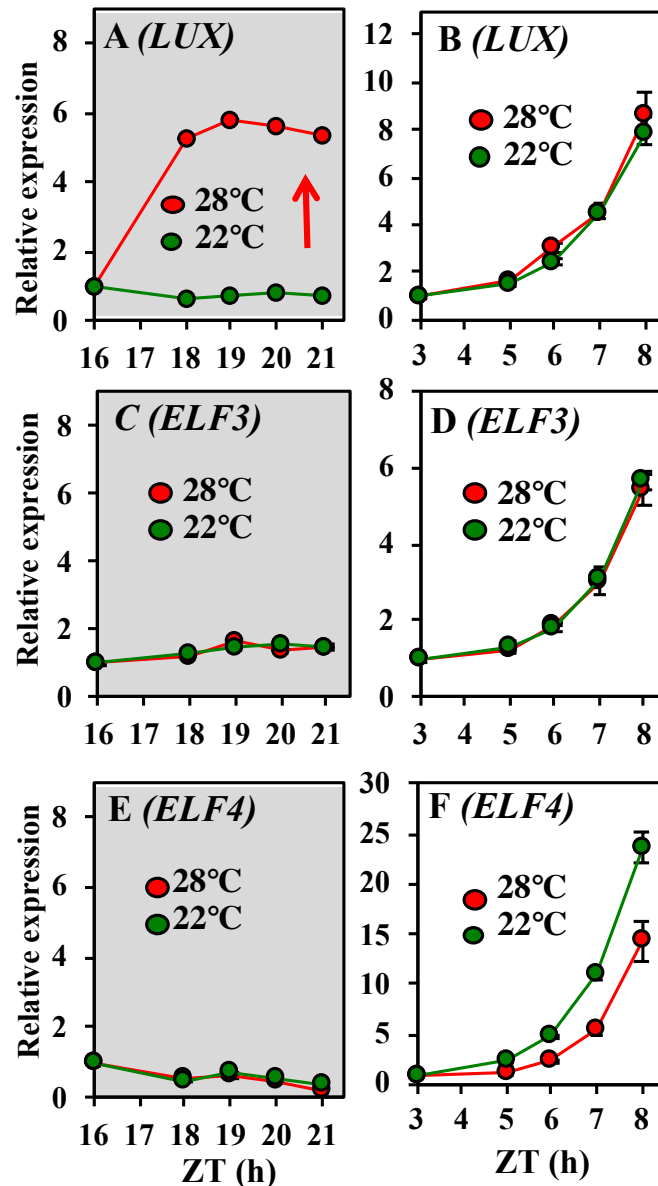 A (LUX)
Relative expression
8
6
4
2
0
28°C
22°C
16 17 18 19 20 21
B (LUX)
12
10
8
6
4
2
0
28°C
22°C
3 4 5 6 7 8
C (ELF3)
Relative expression
8
6
4
2
0
28°C
22°C
16 17 18 19 20 21
D (ELF3)
8
6
4
2
0
28°C
22°C
3 4 5 6 7 8
E (ELF4)
Relative expression
8
6
4
2
0
28°C
22°C
16 17 18 19 20 21
ZT (h)
F (ELF4)
30
25
20
15
10
5
0
28°C
22°C
3 4 5 6 7 8
ZT (h)